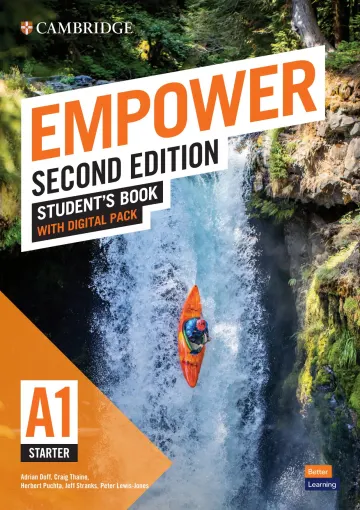 CAMBRIDGE
EMPOWER
SECOND EDITION
STUDENT'S BOOK
WITH DIGITAL PACK
A1
STARTER
Adrian Doff, Craig Thaine,
Herbert Puchta, Jeff Stranks, Peter Lewis-Jones
Better
Learning